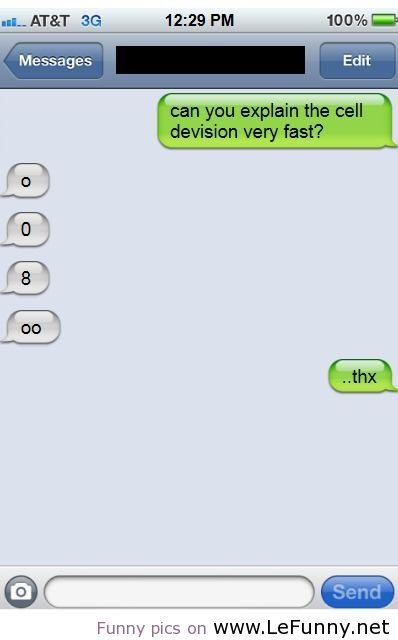 AT&T 3G 12:29 PM 100%
Messages Edit
can you explain the cell
devision very fast?
o
0
8
oo
..thx
Send
Funny pics on www.LeFunny.net